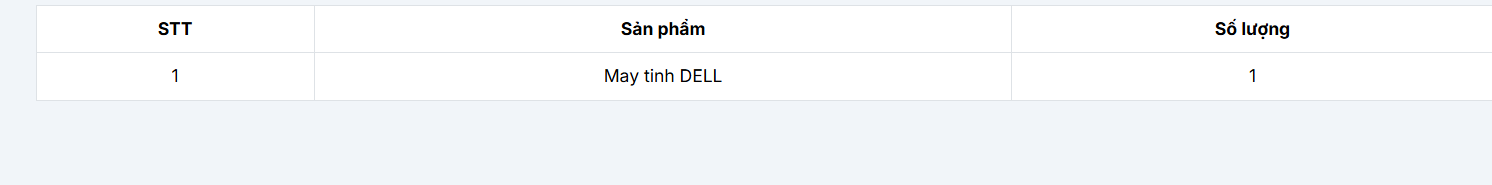 STT Sản phẩm Số lượng
1 May tinh DELL 1